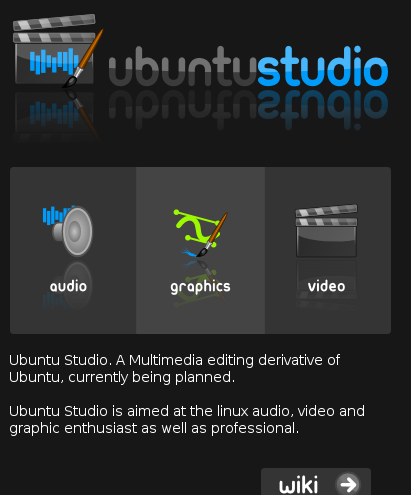 ubuntustudio
audio graphics video
Ubuntu Studio. A Multimedia editing derivative of
Ubuntu, currently being planned.
Ubuntu Studio is aimed at the linux audio, video and
graphic enthusiast as well as professional.
wiki